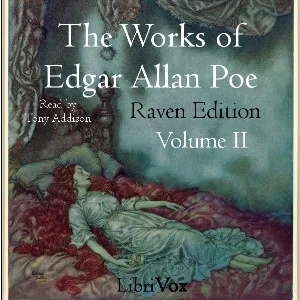 The Works of
Edgar Allan Poe
Read by
Tony Addison
Raven Edition
Volume II
LibriVox